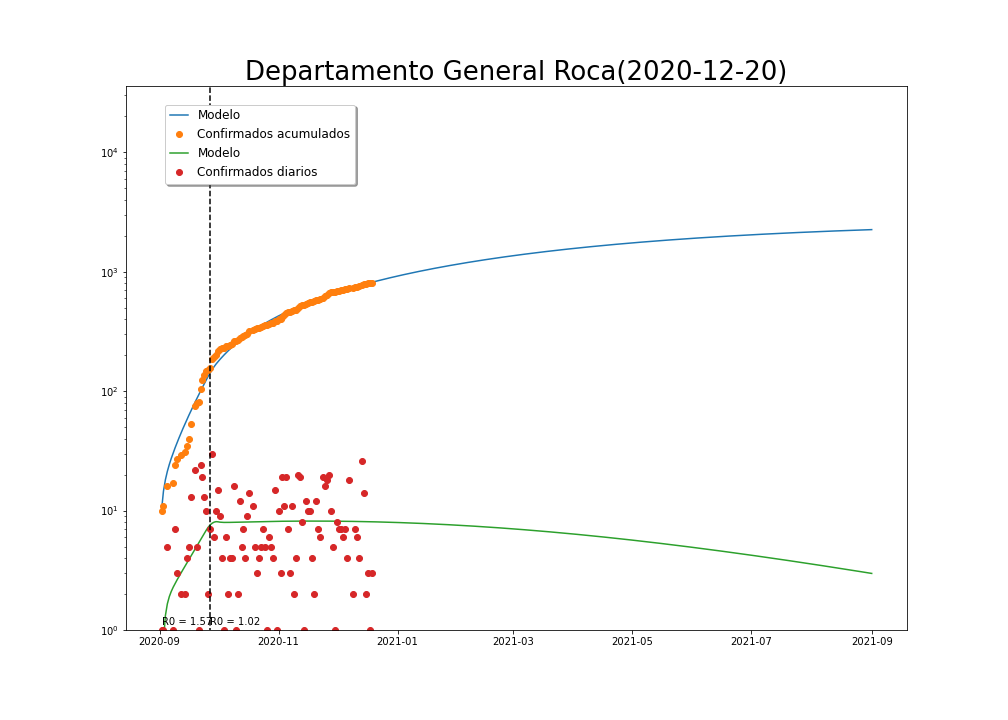 Departamento General Roca(2020-12-20)
Modelo
Confirmados acumulados
Modelo
Confirmados diarios
10⁴
10³
10²
10¹
10⁰
R0 = 1.57
R0 = 1.02
2020-09
2020-11
2021-01
2021-03
2021-05
2021-07
2021-09